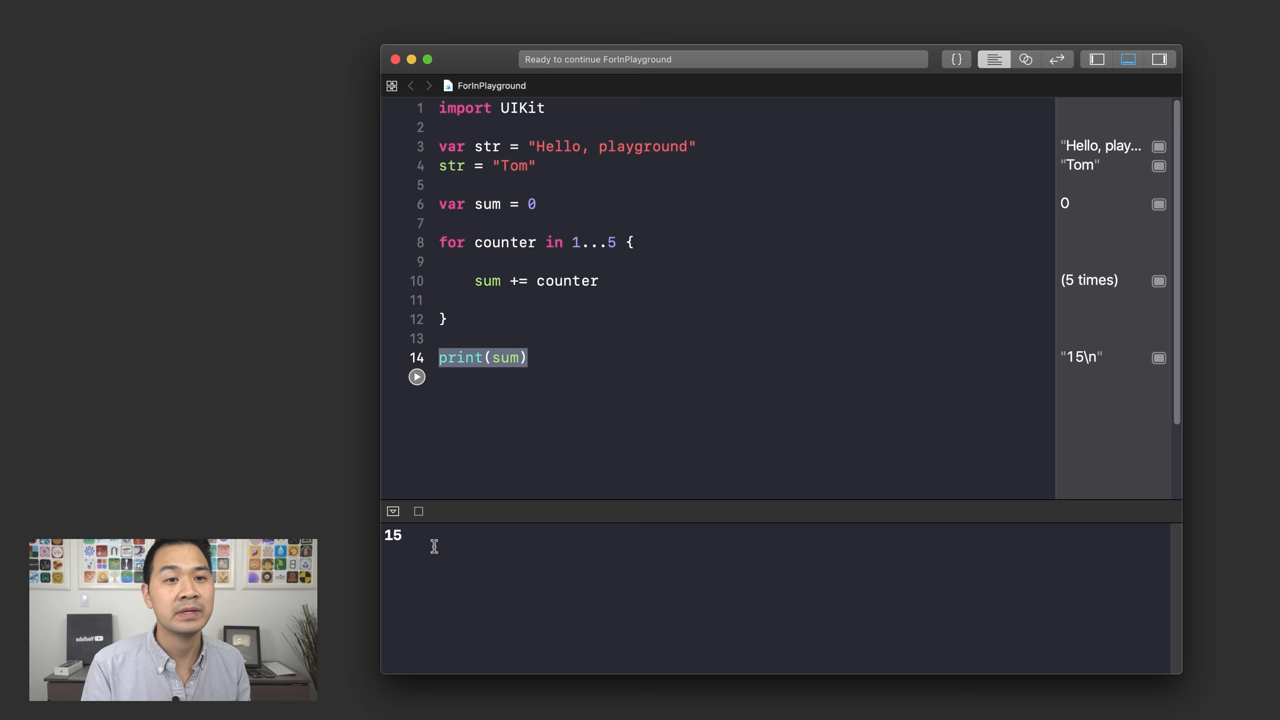 Ready to continue ForInPlayground
{ }
ForInPlayground
1 import UIKit
2
3 var str = "Hello, playground"
"Hello, play...
4 str = "Tom"
"Tom"
5
6 var sum = 0
0
7
8 for counter in 1...5 {
9
10 sum += counter
(5 times)
11
12 }
13
14 print(sum)
"15\n"
15
YouTube